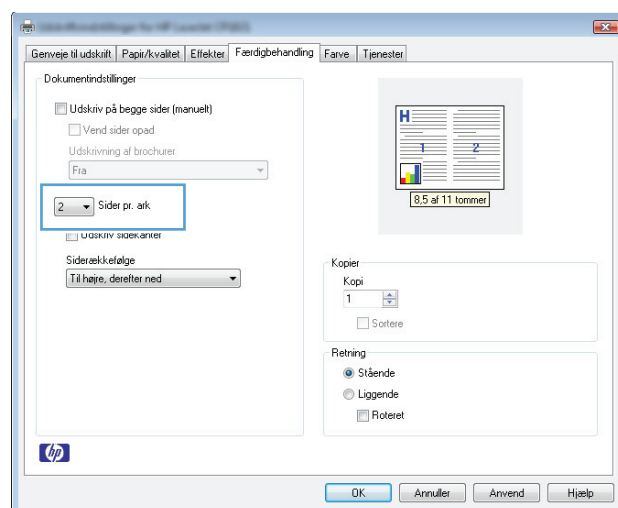 Genveje til udskrift Papir/kvalitet Effekter Færdigbehandling Farve Tjenester
Dokumentindstillinger
Udskriv på begge sider (manuelt)
Vend sider opad
Udskrivning af brochurer
Fra
2 Sider pr. ark
Udskriv sidekanter
Siderækkefølge
Til højre, derefter ned
H
1 2
8,5 af 11 tommer
Kopier
Kopi
1
Sortere
Retning
Stående
Liggende
Roteret
hp
OK Annuller Anvend Hjælp